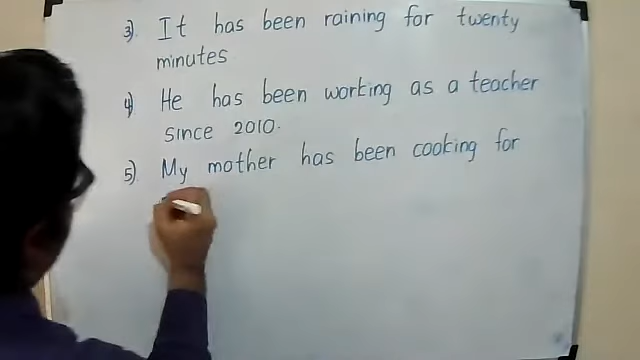 3) It has been raining for twenty
minutes
4) He has been working as a teacher
since 2010.
5) My mother has been cooking for